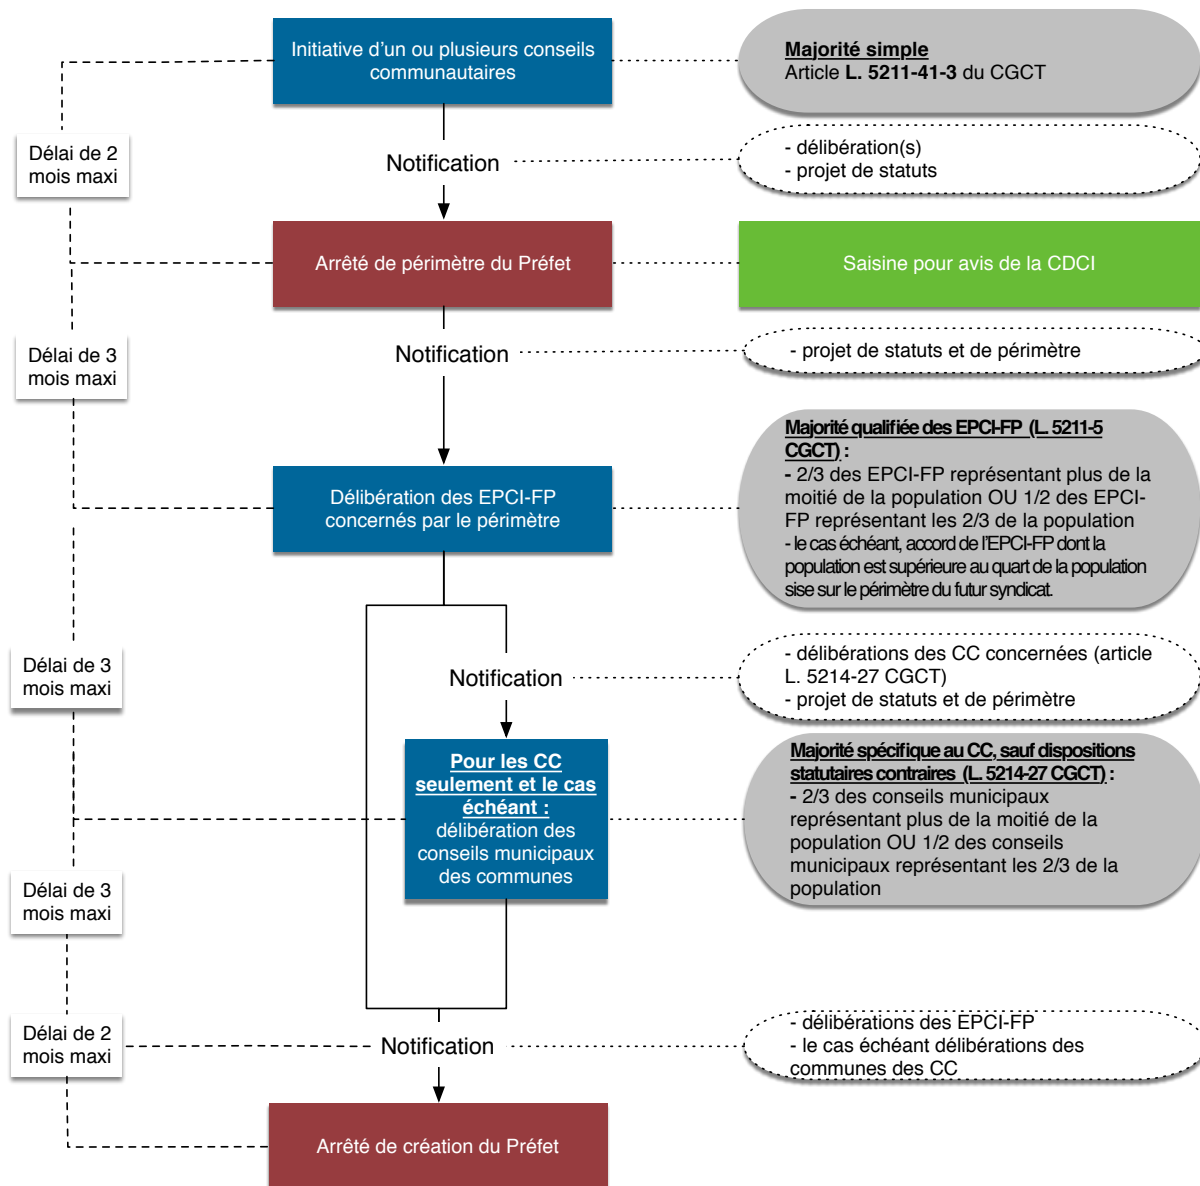 Initiative d'un ou plusieurs conseils
communautaires
Majorité simple
Article L. 5211-41-3 du CGCT
Délai de 2
mois maxi
Notification
- délibération(s)
- projet de statuts
Arrêté de périmètre du Préfet
Saisine pour avis de la CDCI
Délai de 3
mois maxi
Notification
- projet de statuts et de périmètre
Délibération des EPCI-FP
concernés par le périmètre
Majorité qualifiée des EPCI-FP (L. 5211-5
CGCT) :
- 2/3 des EPCI-FP représentant plus de la
moitié de la population OU 1/2 des EPCI-
FP représentant les 2/3 de la population
- le cas échéant, accord de l'EPCI-FP dont la
population est supérieure au quart de la population
sise sur le périmètre du futur syndicat.
Délai de 3
mois maxi
Notification
- délibérations des CC concernées (article
L. 5214-27 CGCT)
- projet de statuts et de périmètre
Pour les CC
seulement et le cas
échéant :
délibération des
conseils municipaux
des communes
Majorité spécifique au CC, sauf dispositions
statutaires contraires (L. 5214-27 CGCT) :
- 2/3 des conseils municipaux
représentant plus de la moitié de la
population OU 1/2 des conseils
municipaux représentant les 2/3 de la
population
Délai de 3
mois maxi
Délai de 2
mois maxi
Notification
- délibérations des EPCI-FP
- le cas échéant délibérations des
communes des CC
Arrêté de création du Préfet